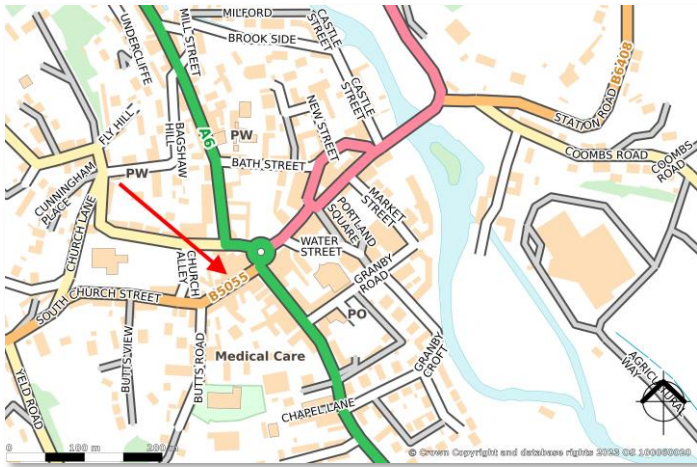 MILFORD
UNDERCLIFFE
MILL STREET
BROOK SIDE
CASTLE STREET
CASTLE STREET
STATION ROAD B6408
A6
FLY HILL
BAGSHAW HILL
PW
NEW STREET
COOMBS ROAD
COOMBS ROAD
BATH STREET
PW
CUNNINGHAM PLACE
CHURCH LANE
MARKET STREET
PORTLAND SQUARE
WATER STREET
CHURCH ALLEY
GRANBY ROAD
B5055
SOUTH CHURCH STREET
PO
BUTTS VIEW
BUTTS ROAD
Medical Care
GRANBY CROFT
AGRICULTURAL WAY
YELD ROAD
CHAPEL LANE
0 100 m 200 m
© Crown Copyright and database rights 2022 OS 100060020